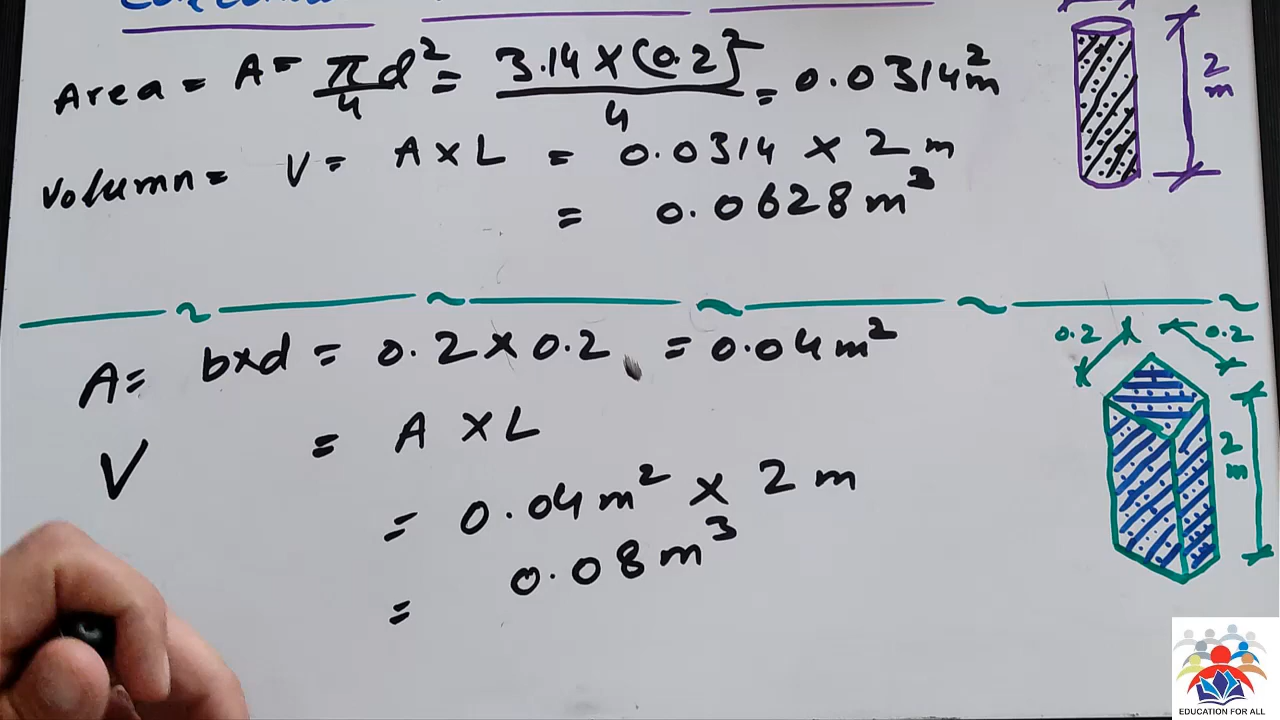 Area = A = πd²/4 = 3.14 × (0.2)²/4 = 0.0314 m²
Volumn = V = A × L = 0.0314 × 2 m
= 0.0628 m³
2 m
A = b×d = 0.2 × 0.2 = 0.04 m²
V = A × L
= 0.04 m² × 2 m
= 0.08 m³
0.2 0.2
2 m
EDUCATION FOR ALL